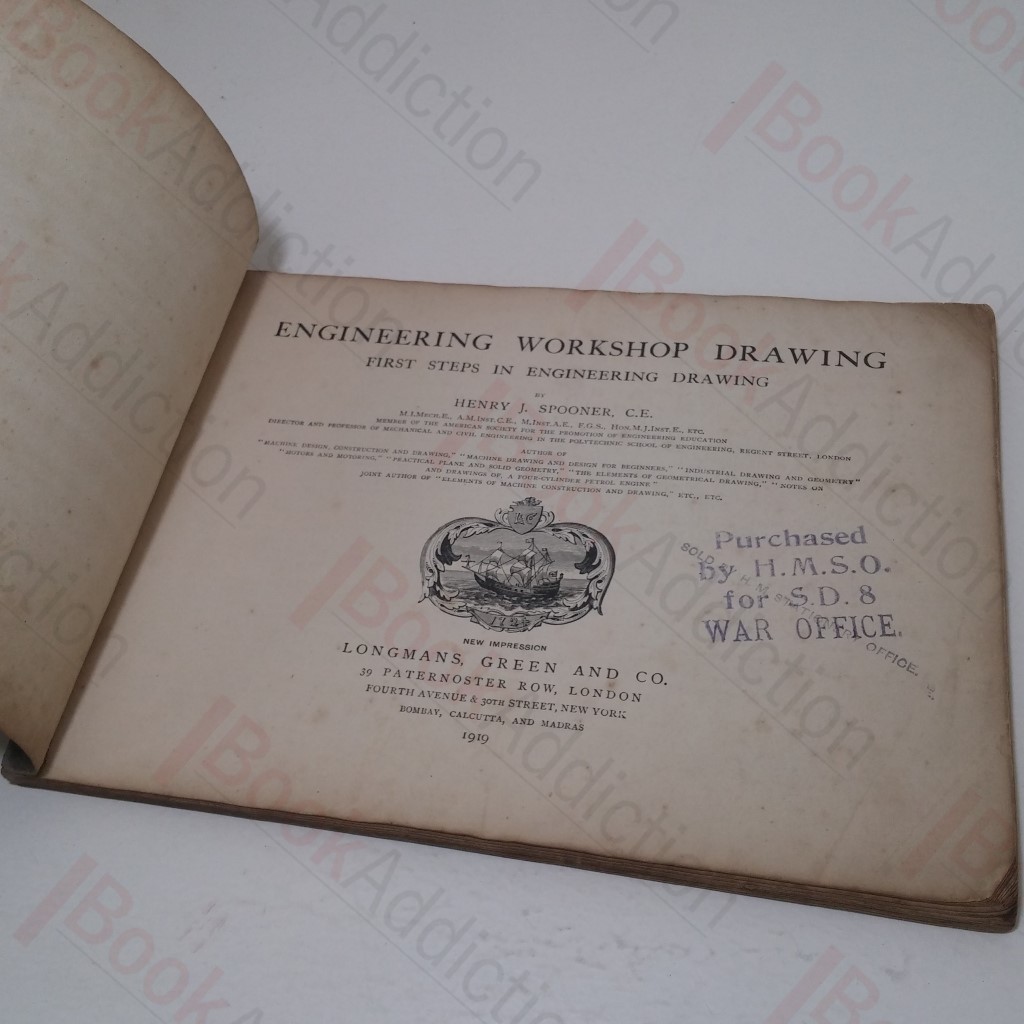 ENGINEERING WORKSHOP DRAWING
FIRST STEPS IN ENGINEERING DRAWING
BY
HENRY J. SPOONER, C.E.
M.I.MECH.E., A.M.INST.C.E., M.INST.A.E., F.G.S., HON.M.J.INST.E., ETC.
MEMBER OF THE AMERICAN SOCIETY FOR THE PROMOTION OF ENGINEERING EDUCATION
DIRECTOR AND PROFESSOR OF MECHANICAL AND CIVIL ENGINEERING IN THE POLYTECHNIC SCHOOL OF ENGINEERING, REGENT STREET, LONDON
AUTHOR OF
"MACHINE DESIGN, CONSTRUCTION AND DRAWING," "MACHINE DRAWING AND DESIGN FOR BEGINNERS," "INDUSTRIAL DRAWING AND GEOMETRY"
"MOTORS AND MOTORING," "PRACTICAL PLANE AND SOLID GEOMETRY," "THE ELEMENTS OF GEOMETRICAL DRAWING," "NOTES ON
AND DRAWINGS OF, A FOUR-CYLINDER PETROL ENGINE"
JOINT AUTHOR OF "ELEMENTS OF MACHINE CONSTRUCTION AND DRAWING," ETC., ETC.
1724
NEW IMPRESSION
LONGMANS, GREEN AND CO.
39 PATERNOSTER ROW, LONDON
FOURTH AVENUE & 30TH STREET, NEW YORK
BOMBAY, CALCUTTA, AND MADRAS
1919
Purchased
by H.M.S.O.
for S.D. 8
WAR OFFICE.
SOLD H.M. STATIONERY OFFICE.
BookAddiction